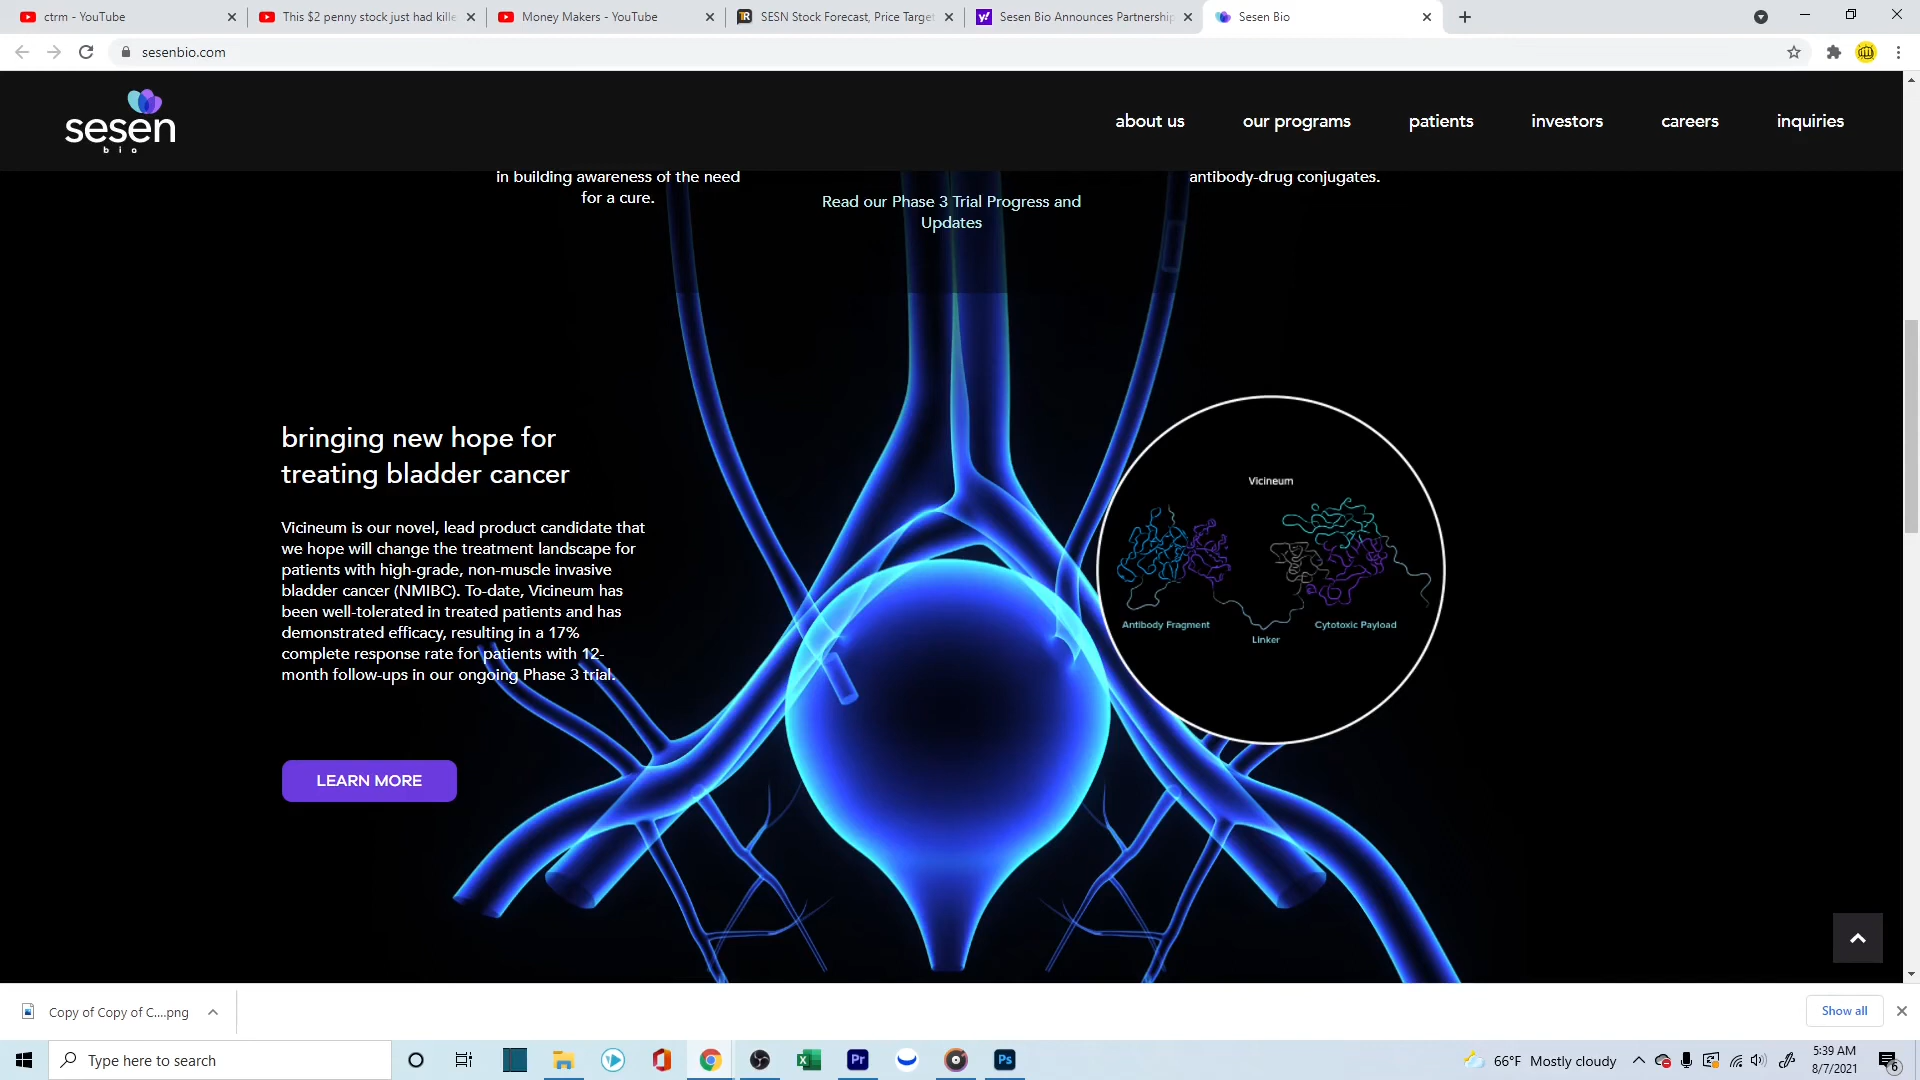 ctrm - YouTube
This $2 penny stock just had kille
Money Makers - YouTube
SESN Stock Forecast, Price Target
Sesen Bio Announces Partnership
Sesen Bio
sesenbio.com
sesen
bio
about us
our programs
patients
investors
careers
inquiries
in building awareness of the need
for a cure.
Read our Phase 3 Trial Progress and
Updates
antibody-drug conjugates.
bringing new hope for
treating bladder cancer
Vicineum is our novel, lead product candidate that
we hope will change the treatment landscape for
patients with high-grade, non-muscle invasive
bladder cancer (NMIBC). To-date, Vicineum has
been well-tolerated in treated patients and has
demonstrated efficacy, resulting in a 17%
complete response rate for patients with 12-
month follow-ups in our ongoing Phase 3 trial.
LEARN MORE
Vicineum
Antibody Fragment
Linker
Cytotoxic Payload
Copy of Copy of C....png
Show all
Type here to search
Pr
Ps
66°F Mostly cloudy
5:39 AM
8/7/2021
6